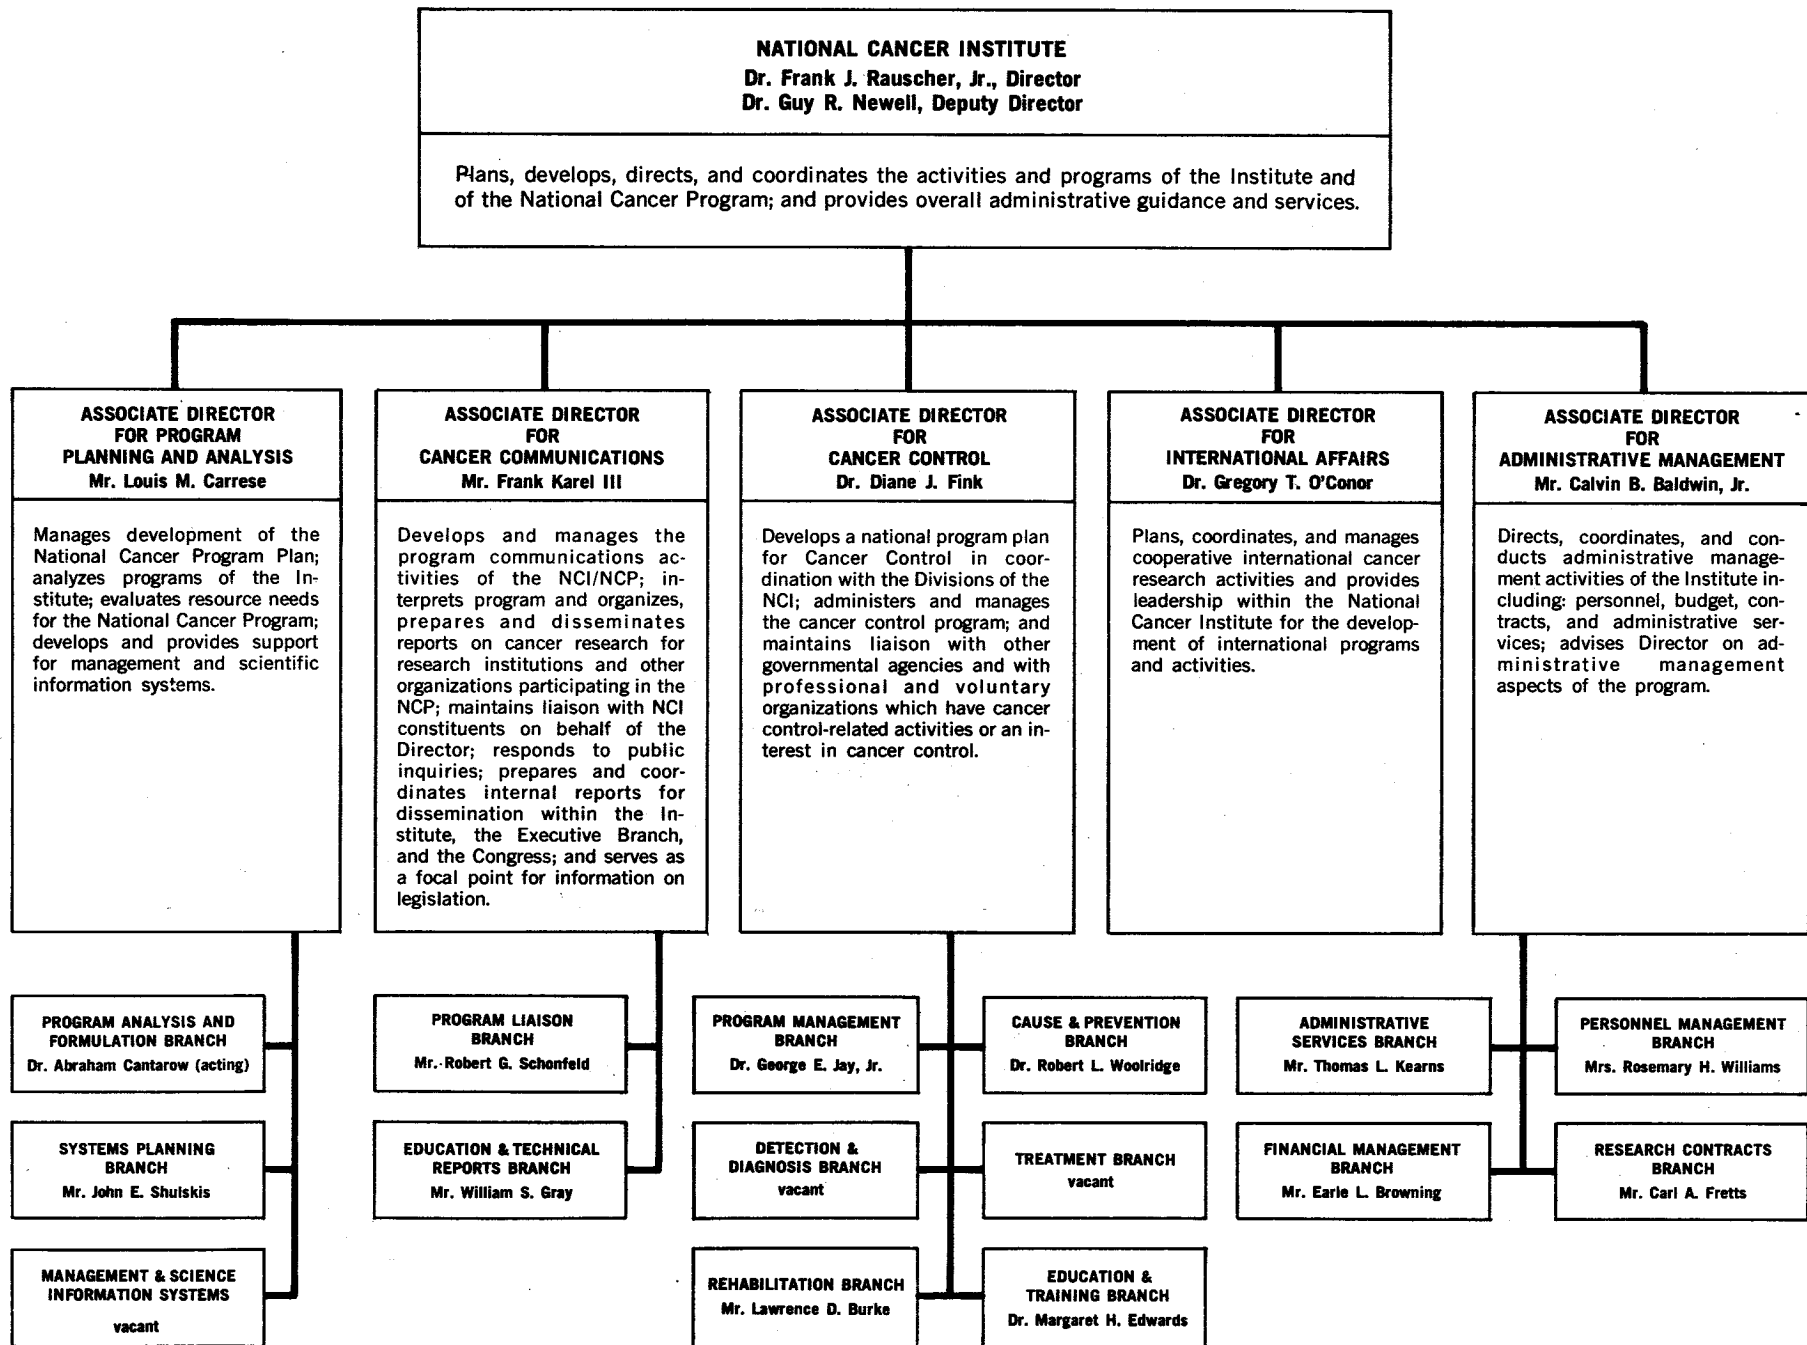 NATIONAL CANCER INSTITUTE
Dr. Frank J. Rauscher, Jr., Director
Dr. Guy R. Newell, Deputy Director
Plans, develops, directs, and coordinates the activities and programs of the Institute and
of the National Cancer Program; and provides overall administrative guidance and services.
ASSOCIATE DIRECTOR
FOR PROGRAM
PLANNING AND ANALYSIS
Mr. Louis M. Carrese
Manages development of the
National Cancer Program Plan;
analyzes programs of the In-
stitute; evaluates resource needs
for the National Cancer Program;
develops and provides support
for management and scientific
information systems.
ASSOCIATE DIRECTOR
FOR
CANCER COMMUNICATIONS
Mr. Frank Karel III
Develops and manages the
program communications ac-
tivities of the NCI/NCP; in-
terprets program and organizes,
prepares and disseminates
reports on cancer research for
research institutions and other
organizations participating in the
NCP; maintains liaison with NCI
constituents on behalf of the
Director; responds to public
inquiries; prepares and coor-
dinates internal reports for
dissemination within the In-
stitute, the Executive Branch,
and the Congress; and serves as
a focal point for information on
legislation.
ASSOCIATE DIRECTOR
FOR
CANCER CONTROL
Dr. Diane J. Fink
Develops a national program plan
for Cancer Control in coor-
dination with the Divisions of the
NCI; administers and manages
the cancer control program; and
maintains liaison with other
governmental agencies and with
professional and voluntary
organizations which have cancer
control-related activities or an in-
terest in cancer control.
ASSOCIATE DIRECTOR
FOR
INTERNATIONAL AFFAIRS
Dr. Gregory T. O'Conor
Plans, coordinates, and manages
cooperative international cancer
research activities and provides
leadership within the National
Cancer Institute for the develop-
ment of international programs
and activities.
ASSOCIATE DIRECTOR
FOR
ADMINISTRATIVE MANAGEMENT
Mr. Calvin B. Baldwin, Jr.
Directs, coordinates, and con-
ducts administrative manage-
ment activities of the Institute in-
cluding: personnel, budget, con-
tracts, and administrative ser-
vices; advises Director on ad-
ministrative management
aspects of the program.
PROGRAM ANALYSIS AND
FORMULATION BRANCH
Dr. Abraham Cantarow (acting)
SYSTEMS PLANNING
BRANCH
Mr. John E. Shulskis
MANAGEMENT & SCIENCE
INFORMATION SYSTEMS
vacant
PROGRAM LIAISON
BRANCH
Mr. Robert G. Schonfeld
EDUCATION & TECHNICAL
REPORTS BRANCH
Mr. William S. Gray
PROGRAM MANAGEMENT
BRANCH
Dr. George E. Jay, Jr.
CAUSE & PREVENTION
BRANCH
Dr. Robert L. Woolridge
DETECTION &
DIAGNOSIS BRANCH
vacant
TREATMENT BRANCH
vacant
REHABILITATION BRANCH
Mr. Lawrence D. Burke
EDUCATION &
TRAINING BRANCH
Dr. Margaret H. Edwards
ADMINISTRATIVE
SERVICES BRANCH
Mr. Thomas L. Kearns
PERSONNEL MANAGEMENT
BRANCH
Mrs. Rosemary H. Williams
FINANCIAL MANAGEMENT
BRANCH
Mr. Earle L. Browning
RESEARCH CONTRACTS
BRANCH
Mr. Carl A. Fretts